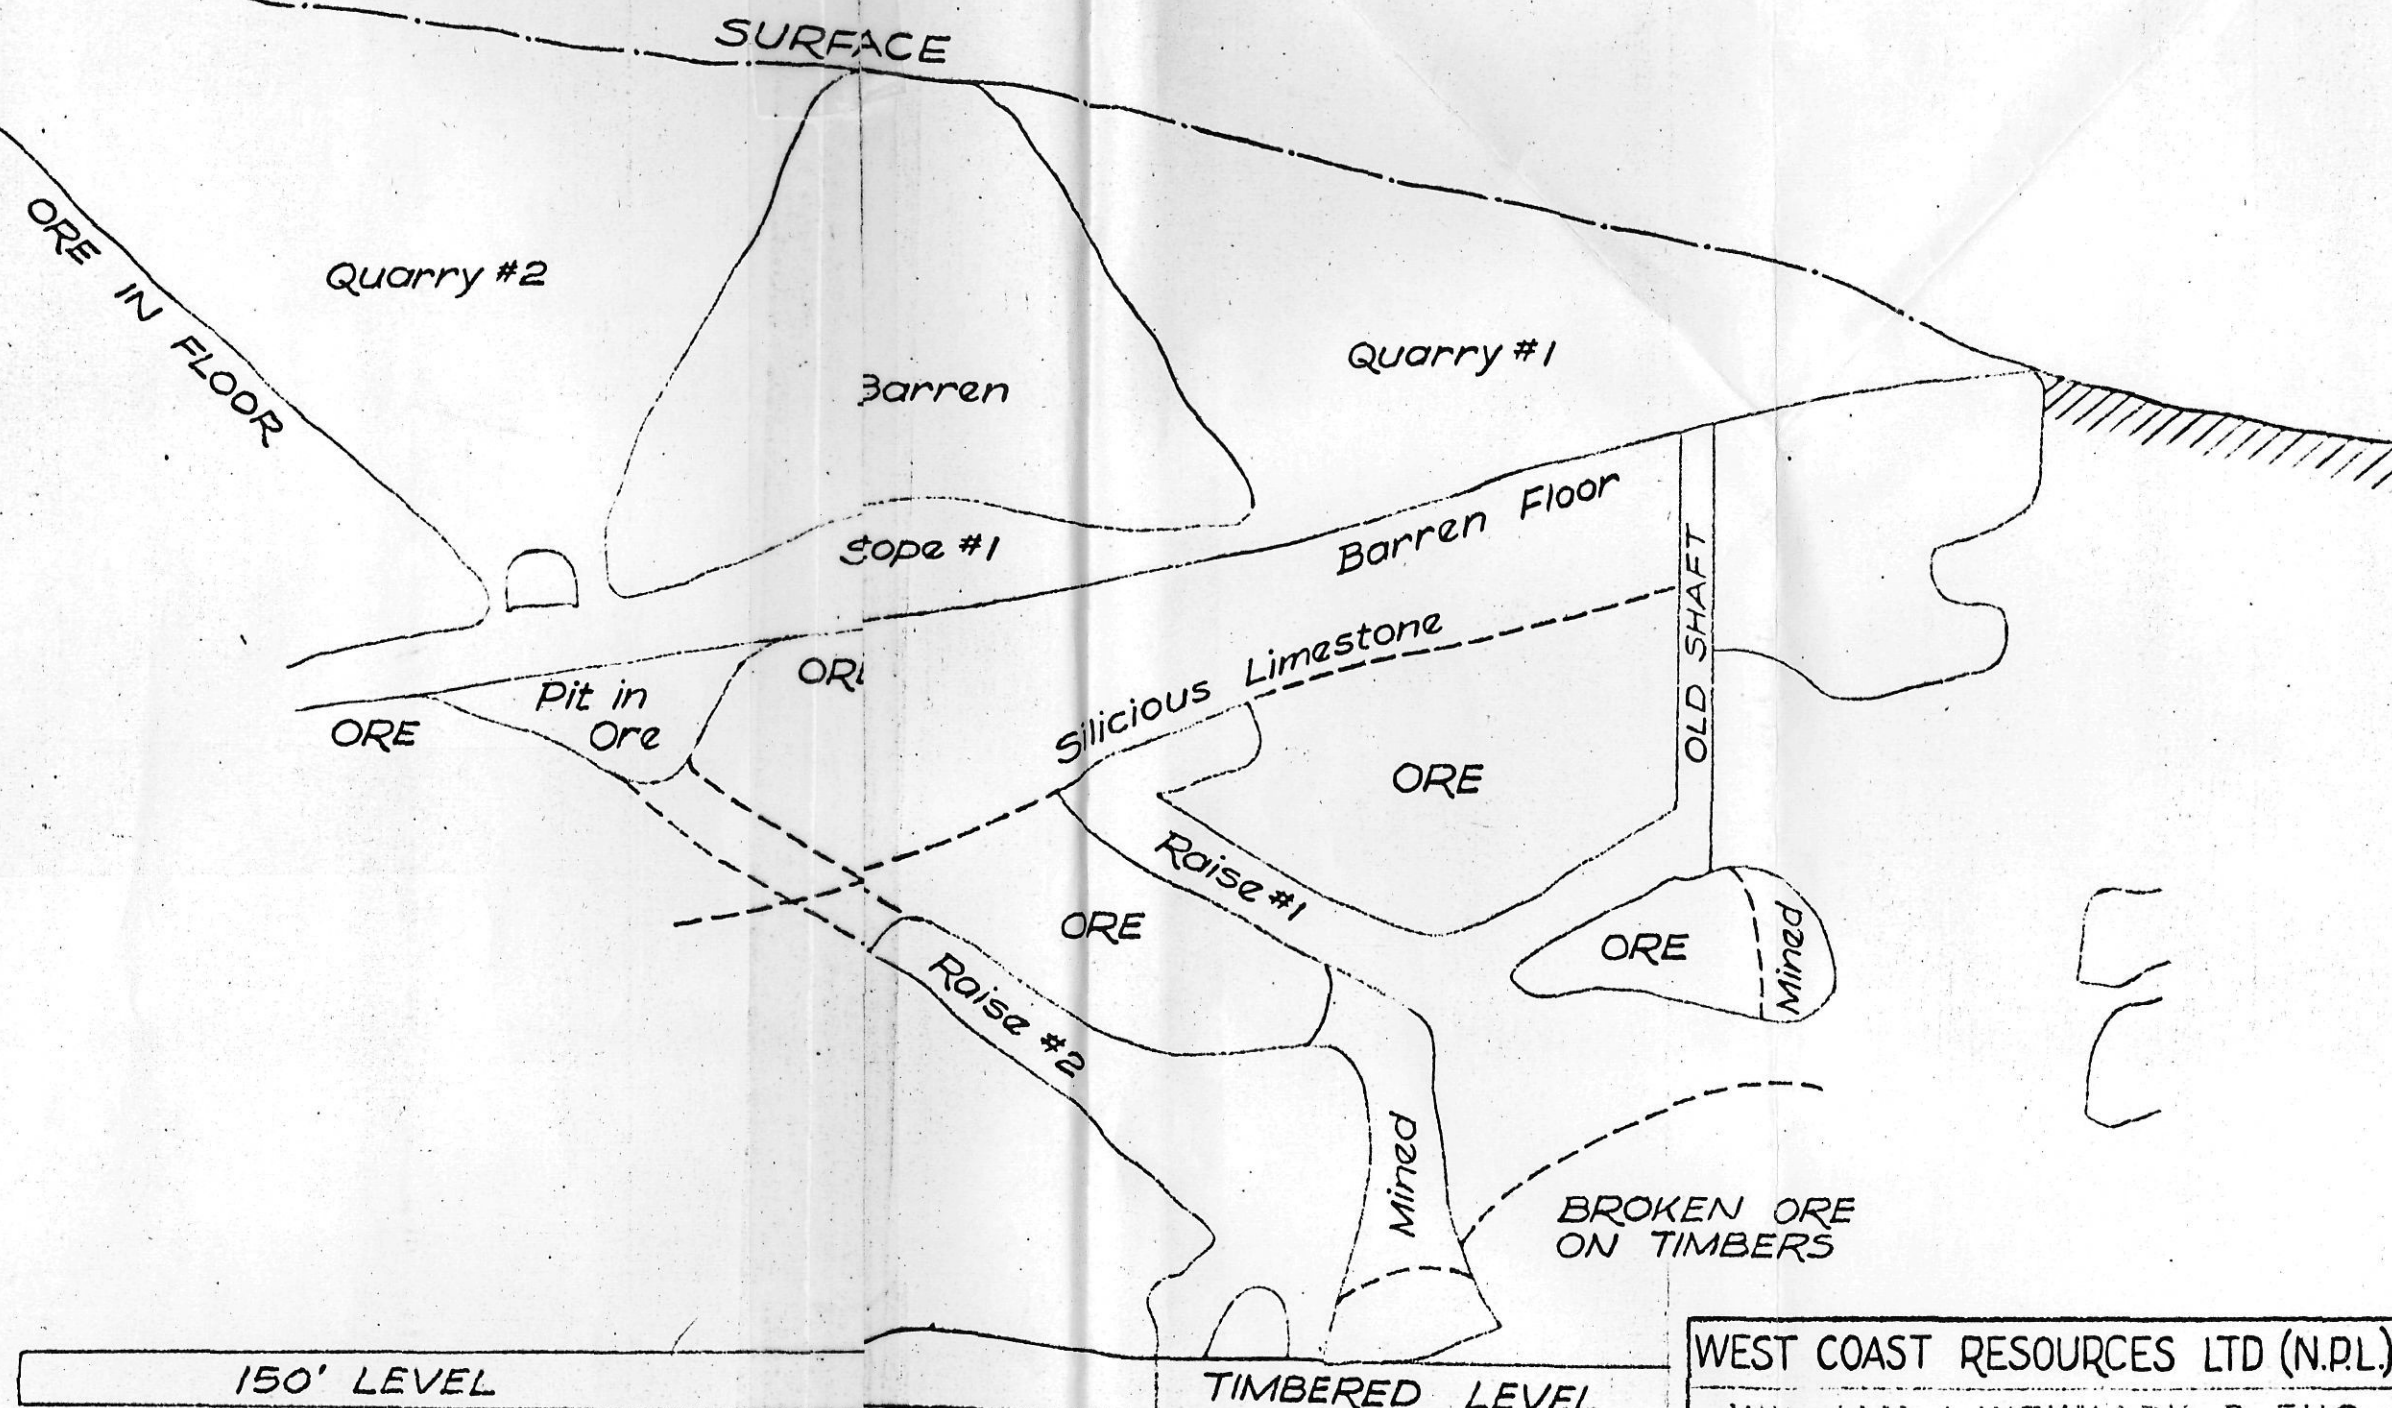 SURFACE
ORE IN FLOOR
Quarry #2
Barren
Quarry #1
Barren Floor
#1
Silicious Limestone
OLD SHAFT
Pit in
Ore
ORE
ORE
Raise #1
ORE
ORE
Mined
Raise #2
Mined
BROKEN ORE
ON TIMBERS
150' LEVEL
TIMBERED LEVEL
WEST COAST RESOURCES LTD (N.P.L.)